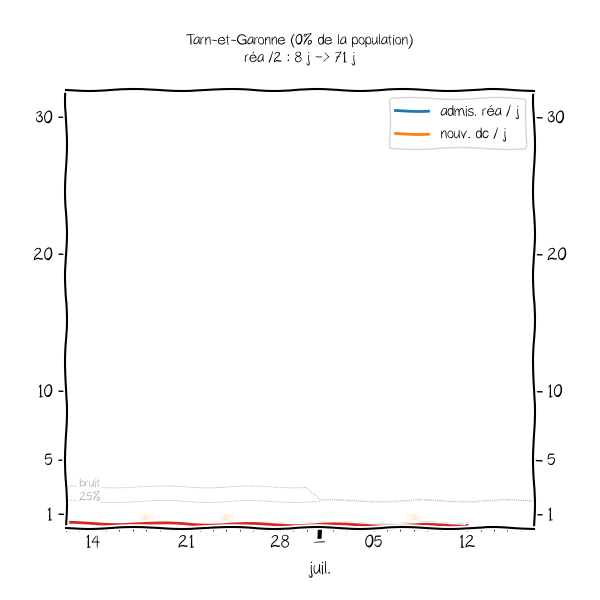 Tarn-et-Garonne (0% de la population)
réa /2 : 8 j -> 71 j
admis. réa / j
nouv. dc / j
30
30
20
20
10
10
5
5
bruit
25%
1
1
14
21
28
05
12
juil.